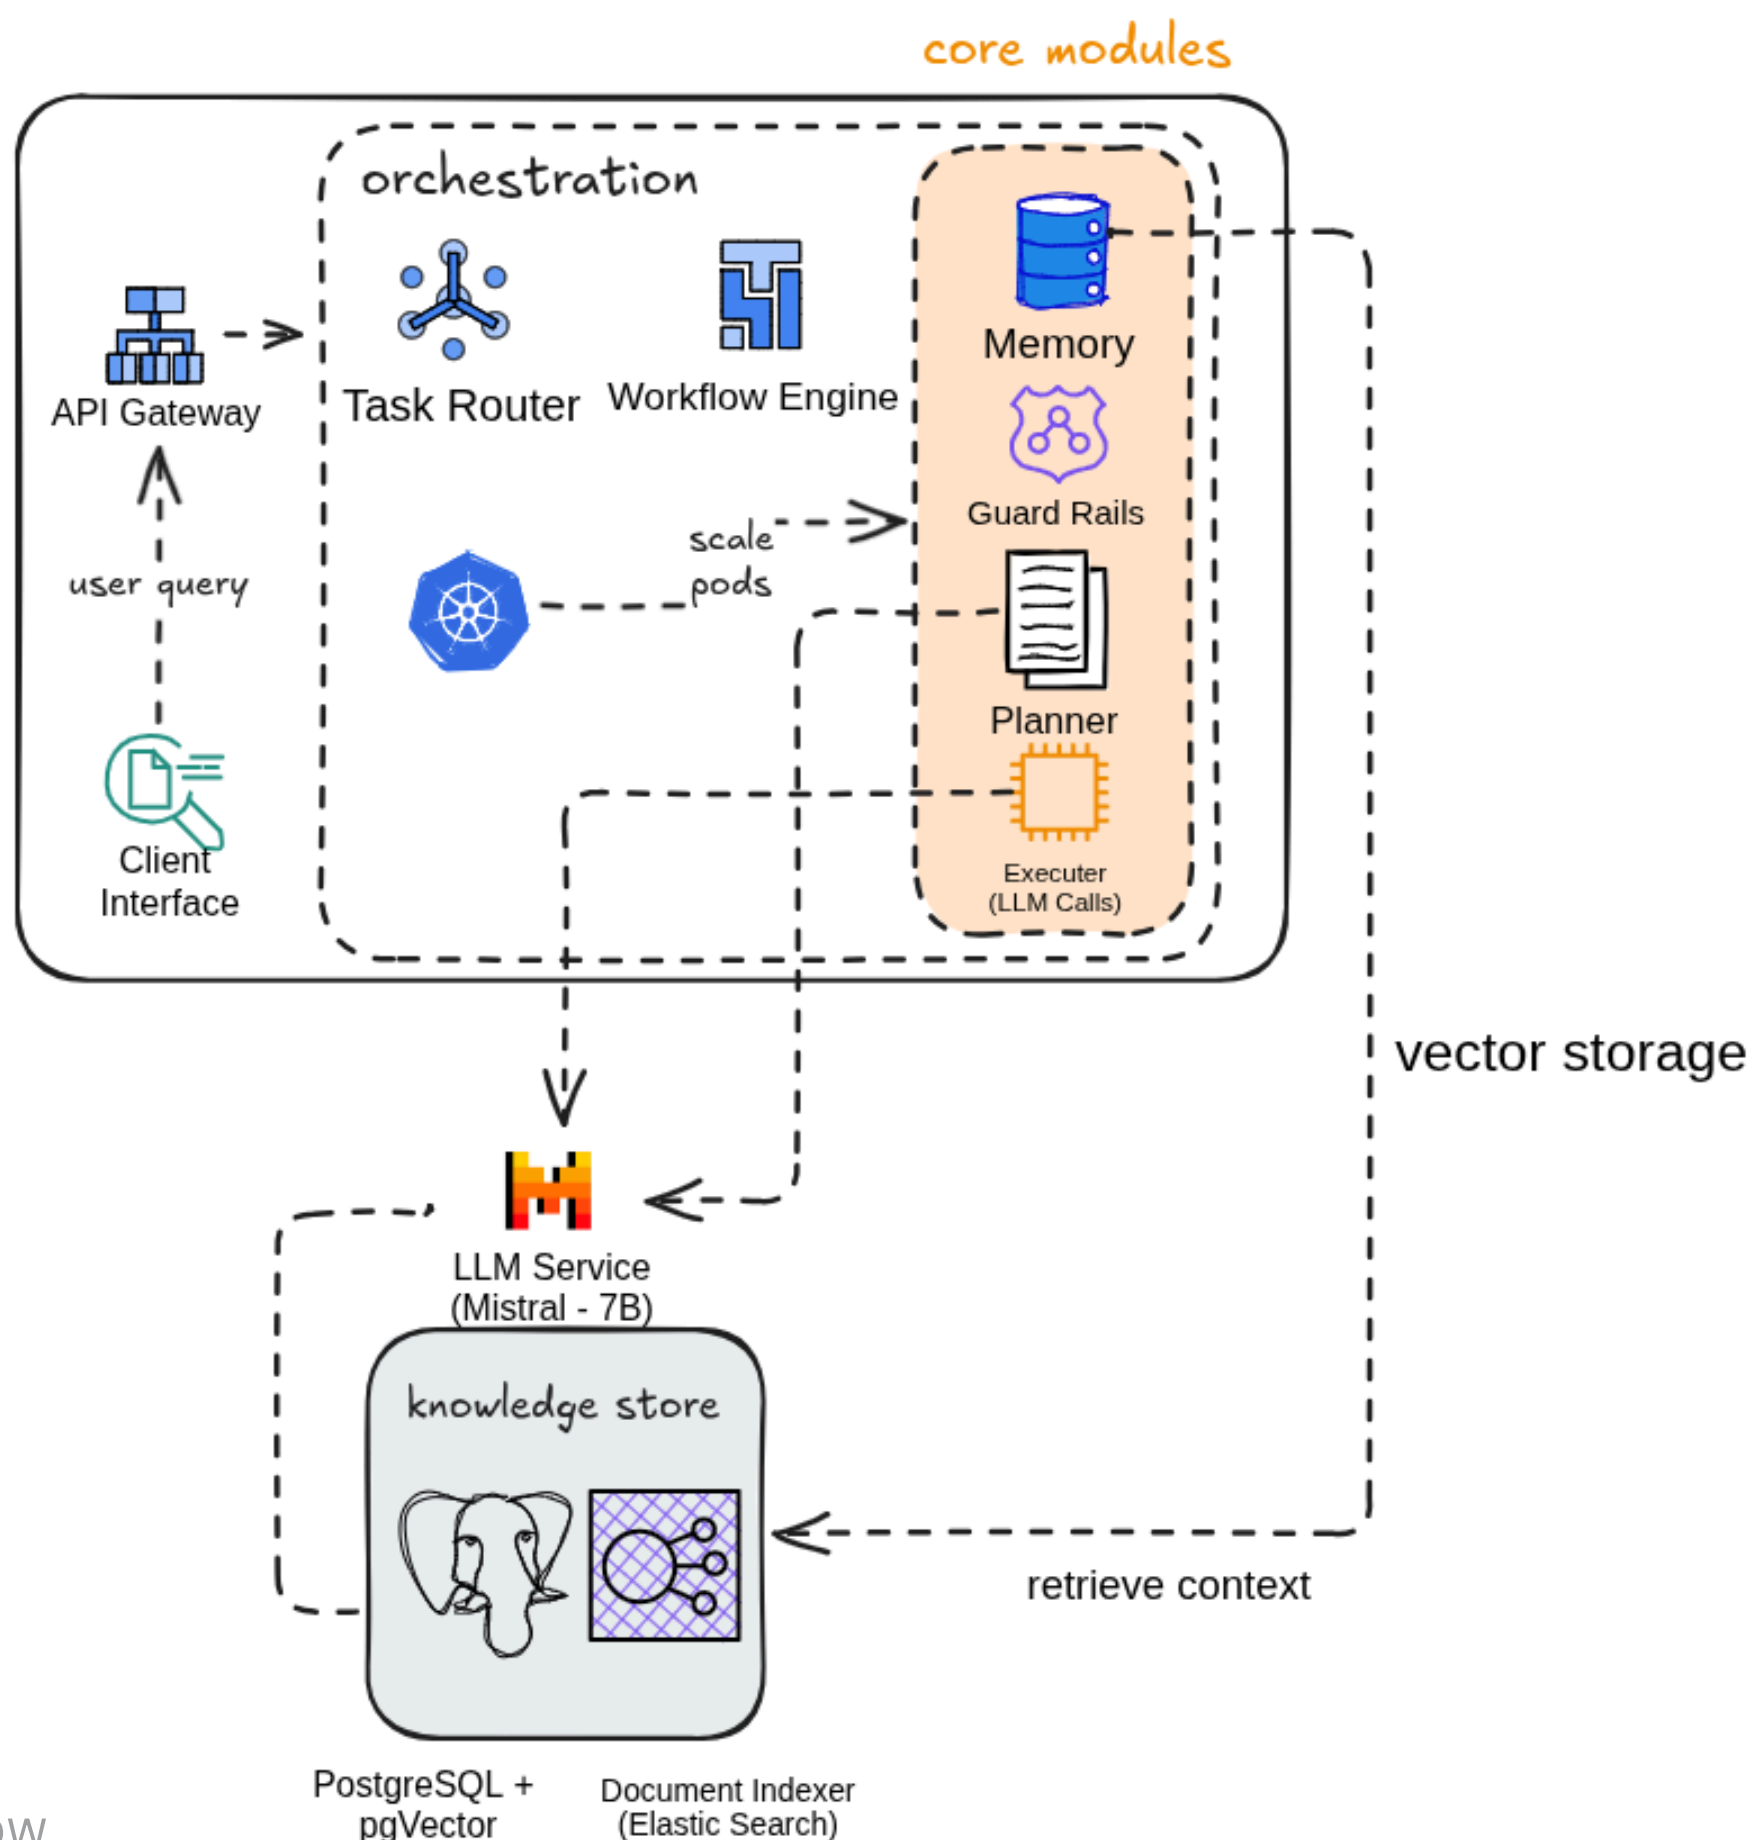 core modules
orchestration
API Gateway
Task Router
Workflow Engine
Memory
Guard Rails
scale
pods
user query
Planner
Client
Interface
Executer
(LLM Calls)
vector storage
LLM Service
(Mistral - 7B)
knowledge store
retrieve context
PostgreSQL +
pgVector
Document Indexer
(Elastic Search)